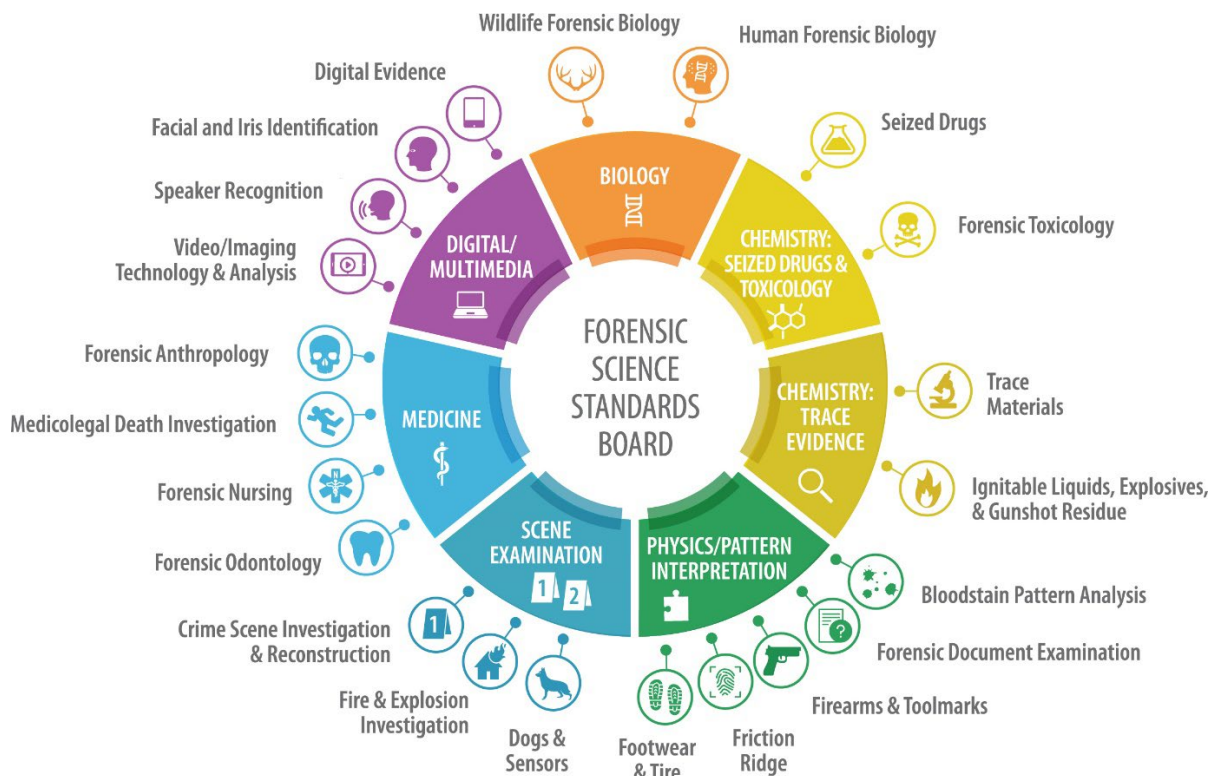 Wildlife Forensic Biology
Human Forensic Biology
Digital Evidence
Facial and Iris Identification
Speaker Recognition
Video/Imaging
Technology & Analysis
Seized Drugs
Forensic Toxicology
BIOLOGY
DIGITAL/
MULTIMEDIA
CHEMISTRY:
SEIZED DRUGS &
TOXICOLOGY
FORENSIC
SCIENCE
STANDARDS
BOARD
Forensic Anthropology
Medicolegal Death Investigation
Forensic Nursing
Forensic Odontology
MEDICINE
CHEMISTRY:
TRACE
EVIDENCE
Trace
Materials
Ignitable Liquids, Explosives,
& Gunshot Residue
SCENE
EXAMINATION
1 2
PHYSICS/PATTERN
INTERPRETATION
1
Crime Scene Investigation
& Reconstruction
Fire & Explosion
Investigation
Dogs &
Sensors
Footwear
& Tire
Friction
Ridge
Firearms & Toolmarks
?
Forensic Document Examination
Bloodstain Pattern Analysis